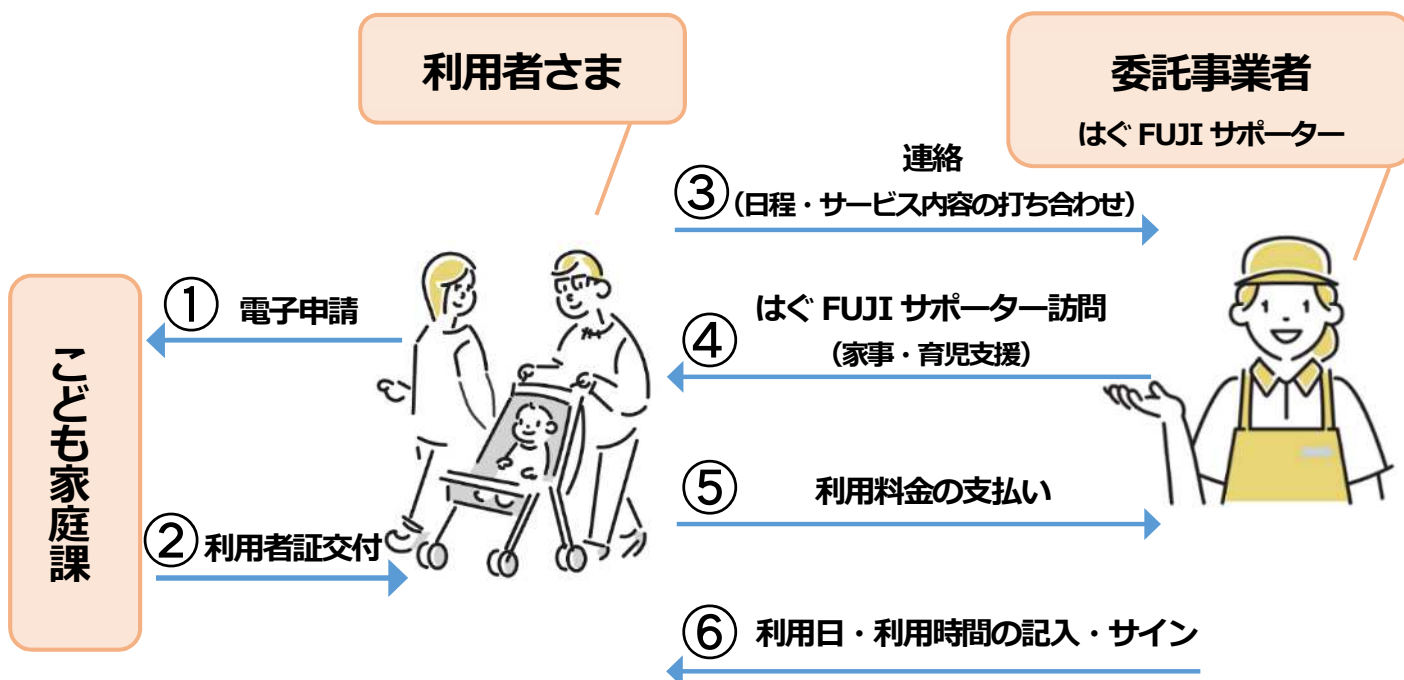 利用者さま
委託事業者
はぐ FUJI サポーター
こども家庭課
① 電子申請
② 利用者証交付
連絡
③ (日程・サービス内容の打ち合わせ)
はぐ FUJI サポーター訪問
④ (家事・育児支援)
⑤ 利用料金の支払い
⑥ 利用日・利用時間の記入・サイン